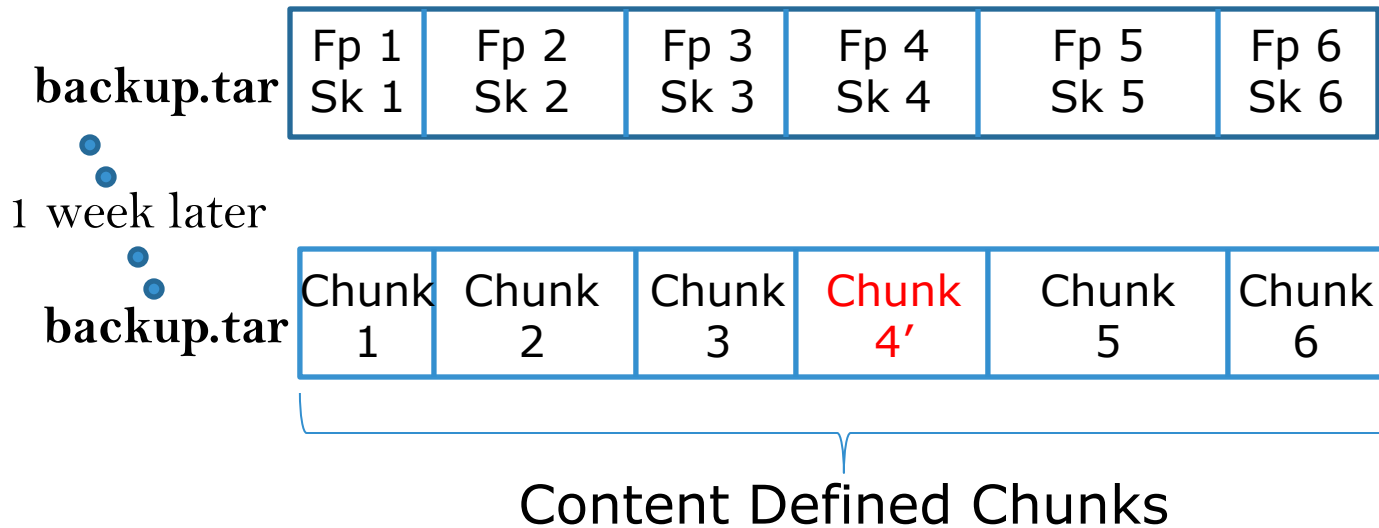 Fp 1 Fp 2 Fp 3 Fp 4 Fp 5 Fp 6
backup.tar Sk 1 Sk 2 Sk 3 Sk 4 Sk 5 Sk 6
1 week later
Chunk Chunk Chunk Chunk Chunk Chunk
backup.tar 1 2 3 4’ 5 6
Content Defined Chunks